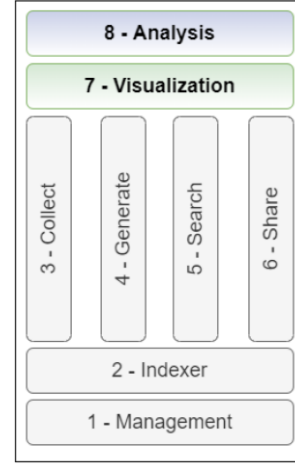 8 - Analysis
7 - Visualization
3 - Collect
4 - Generate
5 - Search
6 - Share
2 - Indexer
1 - Management